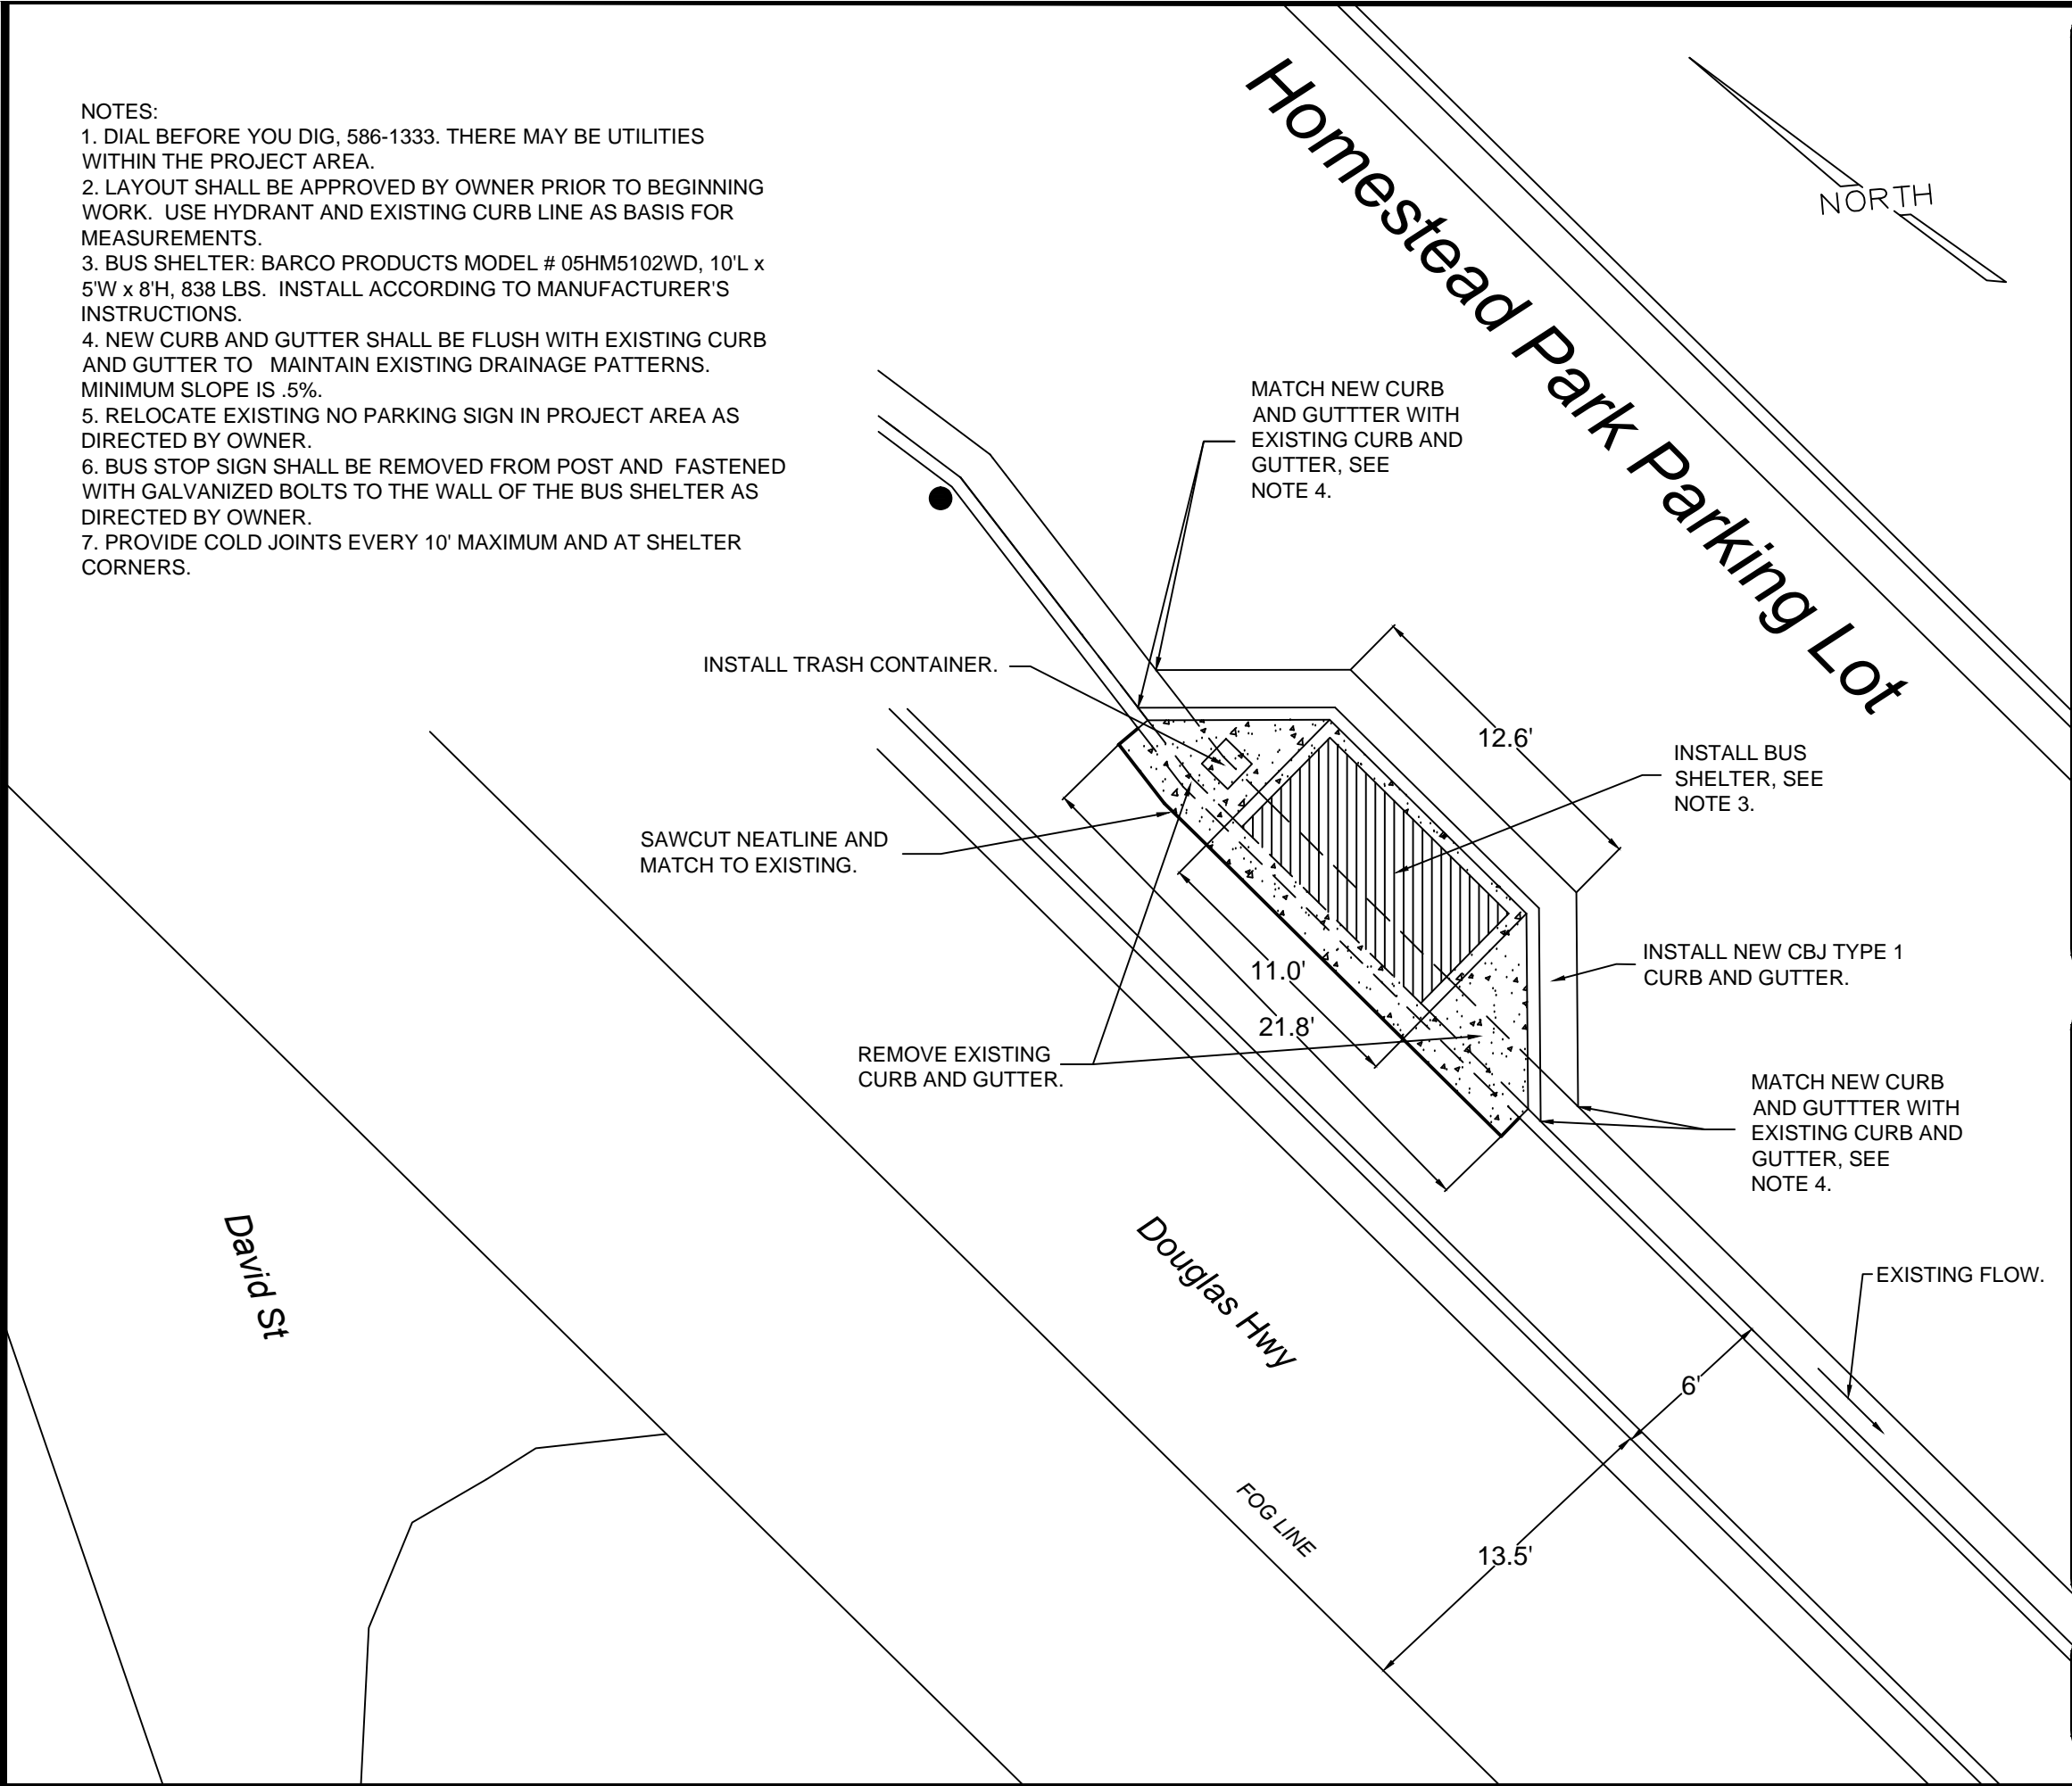 NOTES:
1. DIAL BEFORE YOU DIG, 586-1333. THERE MAY BE UTILITIES
WITHIN THE PROJECT AREA.
2. LAYOUT SHALL BE APPROVED BY OWNER PRIOR TO BEGINNING
WORK. USE HYDRANT AND EXISTING CURB LINE AS BASIS FOR
MEASUREMENTS.
3. BUS SHELTER: BARCO PRODUCTS MODEL # 05HM5102WD, 10'L x
5'W x 8'H, 838 LBS. INSTALL ACCORDING TO MANUFACTURER'S
INSTRUCTIONS.
4. NEW CURB AND GUTTER SHALL BE FLUSH WITH EXISTING CURB
AND GUTTER TO MAINTAIN EXISTING DRAINAGE PATTERNS.
MINIMUM SLOPE IS .5%.
5. RELOCATE EXISTING NO PARKING SIGN IN PROJECT AREA AS
DIRECTED BY OWNER.
6. BUS STOP SIGN SHALL BE REMOVED FROM POST AND FASTENED
WITH GALVANIZED BOLTS TO THE WALL OF THE BUS SHELTER AS
DIRECTED BY OWNER.
7. PROVIDE COLD JOINTS EVERY 10' MAXIMUM AND AT SHELTER
CORNERS.
Homestead Park Parking Lot
NORTH
MATCH NEW CURB
AND GUTTTER WITH
EXISTING CURB AND
GUTTER, SEE
NOTE 4.
INSTALL TRASH CONTAINER.
12.6'
INSTALL BUS
SHELTER, SEE
NOTE 3.
SAWCUT NEATLINE AND
MATCH TO EXISTING.
INSTALL NEW CBJ TYPE 1
CURB AND GUTTER.
11.0'
21.8'
REMOVE EXISTING
CURB AND GUTTER.
MATCH NEW CURB
AND GUTTTER WITH
EXISTING CURB AND
GUTTER, SEE
NOTE 4.
David St
Douglas Hwy
EXISTING FLOW.
6'
FOG LINE
13.5'